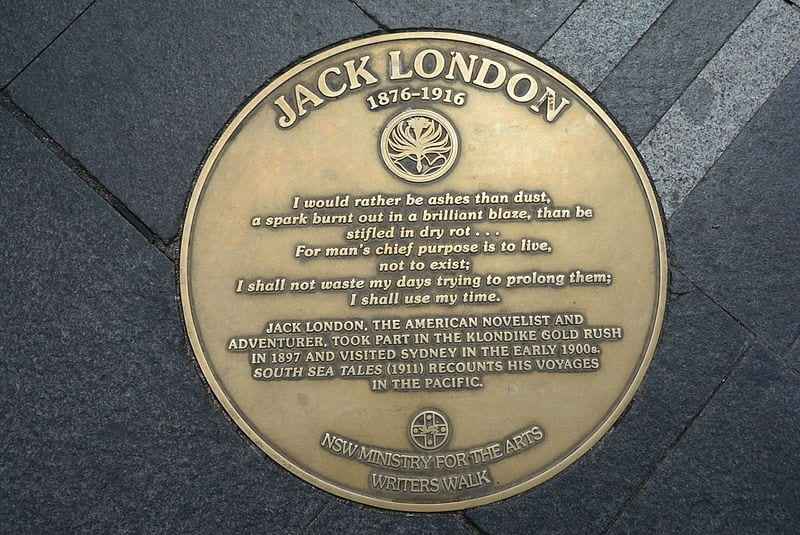 JACK LONDON
1876–1916
I would rather be ashes than dust,
a spark burnt out in a brilliant blaze, than be
stifled in dry rot . . .
For man's chief purpose is to live,
not to exist;
I shall not waste my days trying to prolong them;
I shall use my time.
JACK LONDON, THE AMERICAN NOVELIST AND
ADVENTURER, TOOK PART IN THE KLONDIKE GOLD RUSH
IN 1897 AND VISITED SYDNEY IN THE EARLY 1900s.
SOUTH SEA TALES (1911) RECOUNTS HIS VOYAGES
IN THE PACIFIC.
NSW MINISTRY FOR THE ARTS
WRITERS WALK